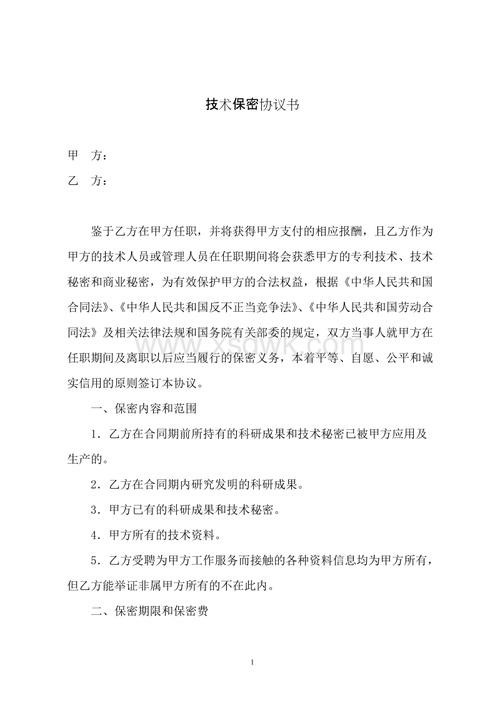 技术保密协议书
甲 方：
乙 方：
鉴于乙方在甲方任职，并将获得甲方支付的相应报酬，且乙方作为
甲方的技术人员或管理人员在任职期间将会获悉甲方的专利技术、技术
秘密和商业秘密，为有效保护甲方的合法权益，根据《中华人民共和国
合同法》、《中华人民共和国反不正当竞争法》、《中华人民共和国劳动合
同法》及相关法律法规和国务院有关部委的规定，双方当事人就甲方在
任职期间及离职以后应当履行的保密义务，本着平等、自愿、公平和诚
实信用的原则签订本协议。
一、保密内容和范围
1．乙方在合同期前所持有的科研成果和技术秘密已被甲方应用及
生产的。
2．乙方在合同期内研究发明的科研成果。
3．甲方已有的科研成果和技术秘密。
4．甲方所有的技术资料。
5．乙方受聘为甲方工作服务而接触的各种资料信息均为甲方所有，
但乙方能举证非属甲方所有的不在此内。
二、保密期限和保密费
1